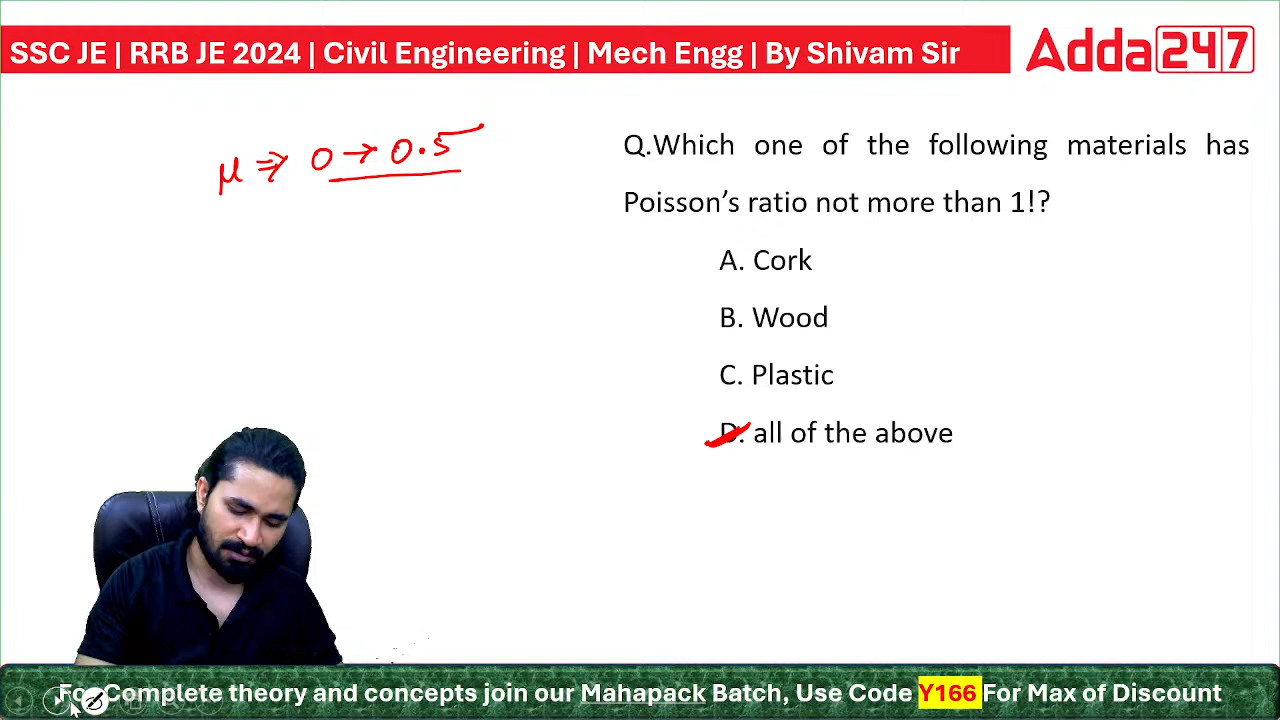 SSC JE | RRB JE 2024 | Civil Engineering | Mech Engg | By Shivam Sir
Adda247
μ ⇒ 0 → 0.5
Q.Which one of the following materials has
Poisson’s ratio not more than 1!?
A. Cork
B. Wood
C. Plastic
D. all of the above
For Complete theory and concepts join our Mahapack Batch, Use Code Y166 For Max of Discount